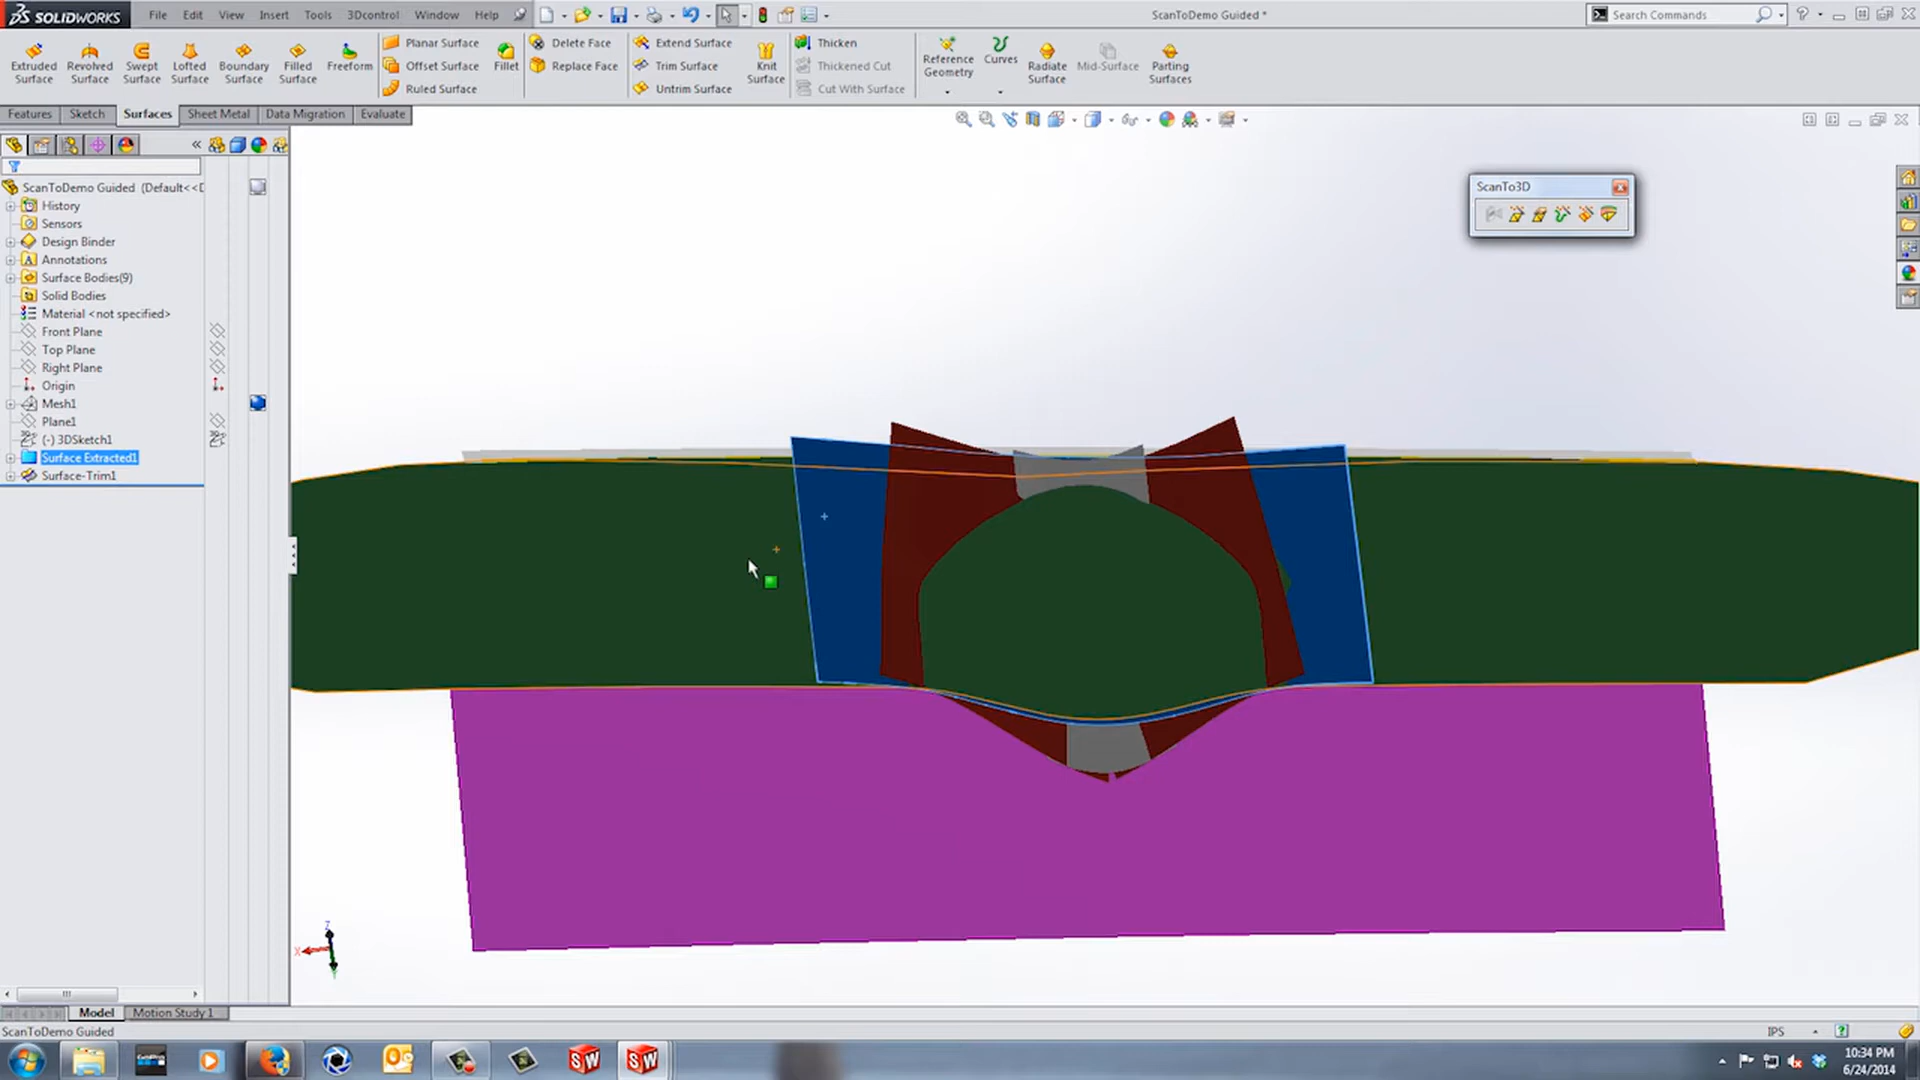 SOLIDWORKS File Edit View Insert Tools 3Dcontrol Window Help ScanToDemo Guided * Search Commands
Extruded Surface
Revolved Surface
Swept Surface
Lofted Surface
Boundary Surface
Filled Surface
Freeform
Planar Surface
Offset Surface
Ruled Surface
Fillet
Delete Face
Replace Face
Extend Surface
Trim Surface
Untrim Surface
Knit Surface
Thicken
Thickened Cut
Cut With Surface
Reference Geometry
Curves
Radiate Surface
Mid-Surface
Parting Surfaces
Features Sketch Surfaces Sheet Metal Data Migration Evaluate
ScanTo3D
ScanToDemo Guided (Default<<D
History
Sensors
Design Binder
Annotations
Surface Bodies(9)
Solid Bodies
Material <not specified>
Front Plane
Top Plane
Right Plane
Origin
Mesh1
Plane1
(-) 3DSketch1
Surface Extracted1
Surface-Trim1
Z
X
Model Motion Study 1
ScanToDemo Guided IPS
10:34 PM
6/24/2014